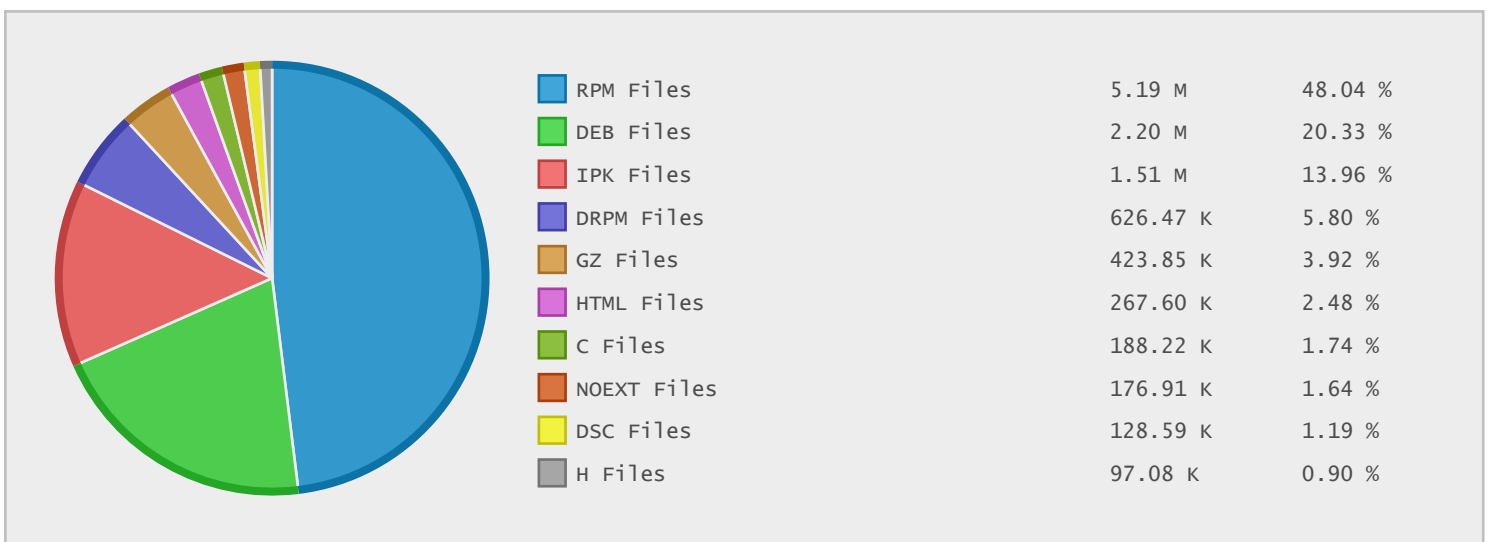 RPM Files 5.19 M 48.04 %
DEB Files 2.20 M 20.33 %
IPK Files 1.51 M 13.96 %
DRPM Files 626.47 K 5.80 %
GZ Files 423.85 K 3.92 %
HTML Files 267.60 K 2.48 %
C Files 188.22 K 1.74 %
NOEXT Files 176.91 K 1.64 %
DSC Files 128.59 K 1.19 %
H Files 97.08 K 0.90 %